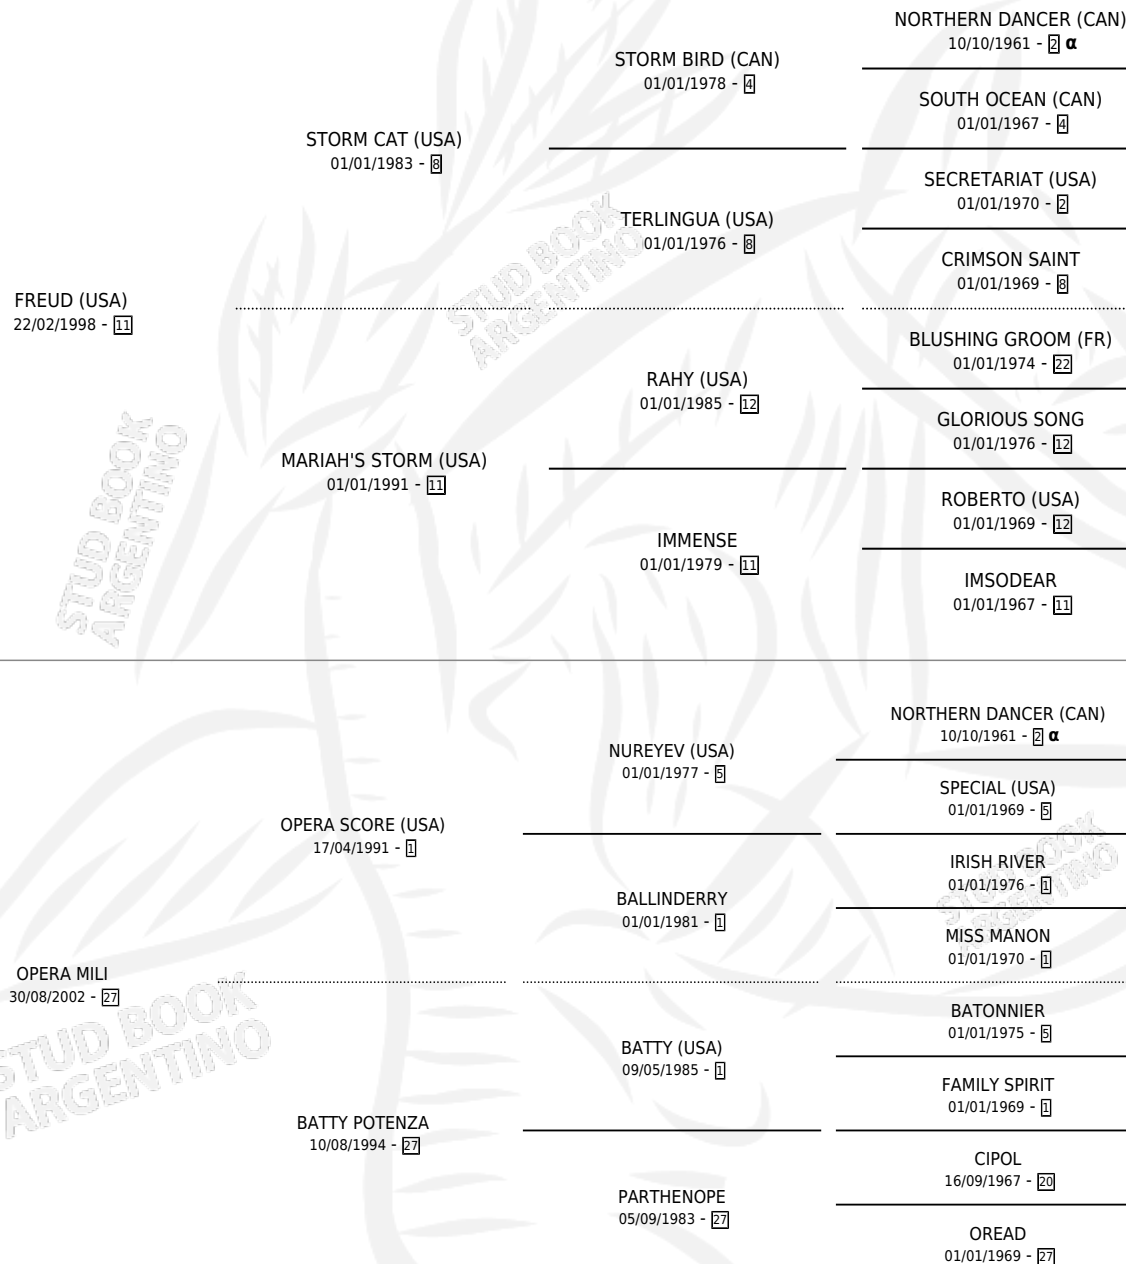 NORTHERN DANCER (CAN)
10/10/1961 - 2 α
STORM BIRD (CAN)
01/01/1978 - 4
SOUTH OCEAN (CAN)
01/01/1967 - 4
STORM CAT (USA)
01/01/1983 - 8
SECRETARIAT (USA)
01/01/1970 - 2
TERLINGUA (USA)
01/01/1976 - 8
CRIMSON SAINT
01/01/1969 - 8
FREUD (USA)
22/02/1998 - 11
BLUSHING GROOM (FR)
01/01/1974 - 22
RAHY (USA)
01/01/1985 - 12
GLORIOUS SONG
01/01/1976 - 12
MARIAH'S STORM (USA)
01/01/1991 - 11
ROBERTO (USA)
01/01/1969 - 12
IMMENSE
01/01/1979 - 11
IMSODEAR
01/01/1967 - 11
NORTHERN DANCER (CAN)
10/10/1961 - 2 α
NUREYEV (USA)
01/01/1977 - 5
SPECIAL (USA)
01/01/1969 - 5
OPERA SCORE (USA)
17/04/1991 - 1
IRISH RIVER
01/01/1976 - 1
BALLINDERRY
01/01/1981 - 1
MISS MANON
01/01/1970 - 1
OPERA MILI
30/08/2002 - 27
BATONNIER
01/01/1975 - 5
BATTY (USA)
09/05/1985 - 1
FAMILY SPIRIT
01/01/1969 - 1
BATTY POTENZA
10/08/1994 - 27
CIPOL
16/09/1967 - 20
PARTHENOPE
05/09/1983 - 27
OREAD
01/01/1969 - 27
STUD BOOK
ARGENTINO
STUD BOOK
ARGENTINO
STUD BOOK
ARGENTINO
STUD BOOK
ARGENTINO